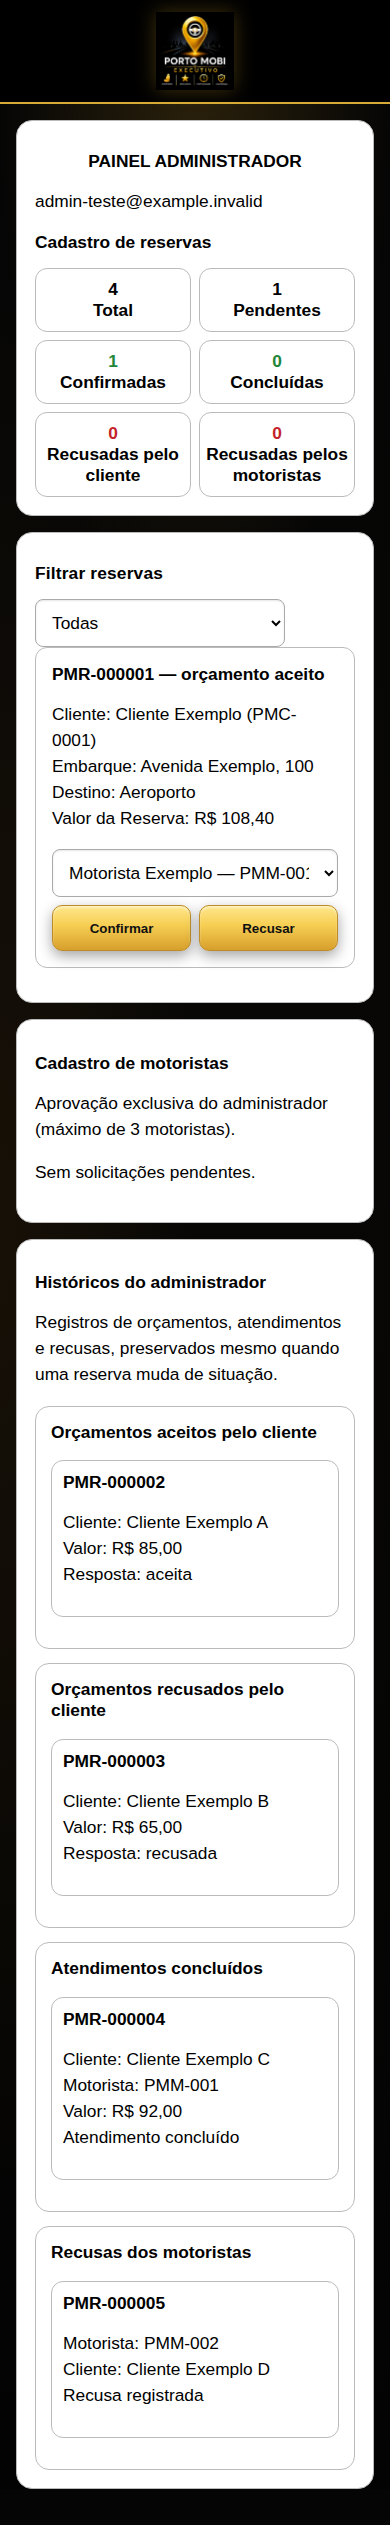 PORTO MOBI
EXECUTIVO
PAINEL ADMINISTRADOR
admin-teste@example.invalid
Cadastro de reservas
4
Total
1
Pendentes
1
Confirmadas
0
Concluídas
0
Recusadas pelo
cliente
0
Recusadas pelos
motoristas
Filtrar reservas
Todas
PMR-000001 — orçamento aceito
Cliente: Cliente Exemplo (PMC-
0001)
Embarque: Avenida Exemplo, 100
Destino: Aeroporto
Valor da Reserva: R$ 108,40
Motorista Exemplo — PMM-001
Confirmar
Recusar
Cadastro de motoristas
Aprovação exclusiva do administrador
(máximo de 3 motoristas).
Sem solicitações pendentes.
Históricos do administrador
Registros de orçamentos, atendimentos
e recusas, preservados mesmo quando
uma reserva muda de situação.
Orçamentos aceitos pelo cliente
PMR-000002
Cliente: Cliente Exemplo A
Valor: R$ 85,00
Resposta: aceita
Orçamentos recusados pelo
cliente
PMR-000003
Cliente: Cliente Exemplo B
Valor: R$ 65,00
Resposta: recusada
Atendimentos concluídos
PMR-000004
Cliente: Cliente Exemplo C
Motorista: PMM-001
Valor: R$ 92,00
Atendimento concluído
Recusas dos motoristas
PMR-000005
Motorista: PMM-002
Cliente: Cliente Exemplo D
Recusa registrada